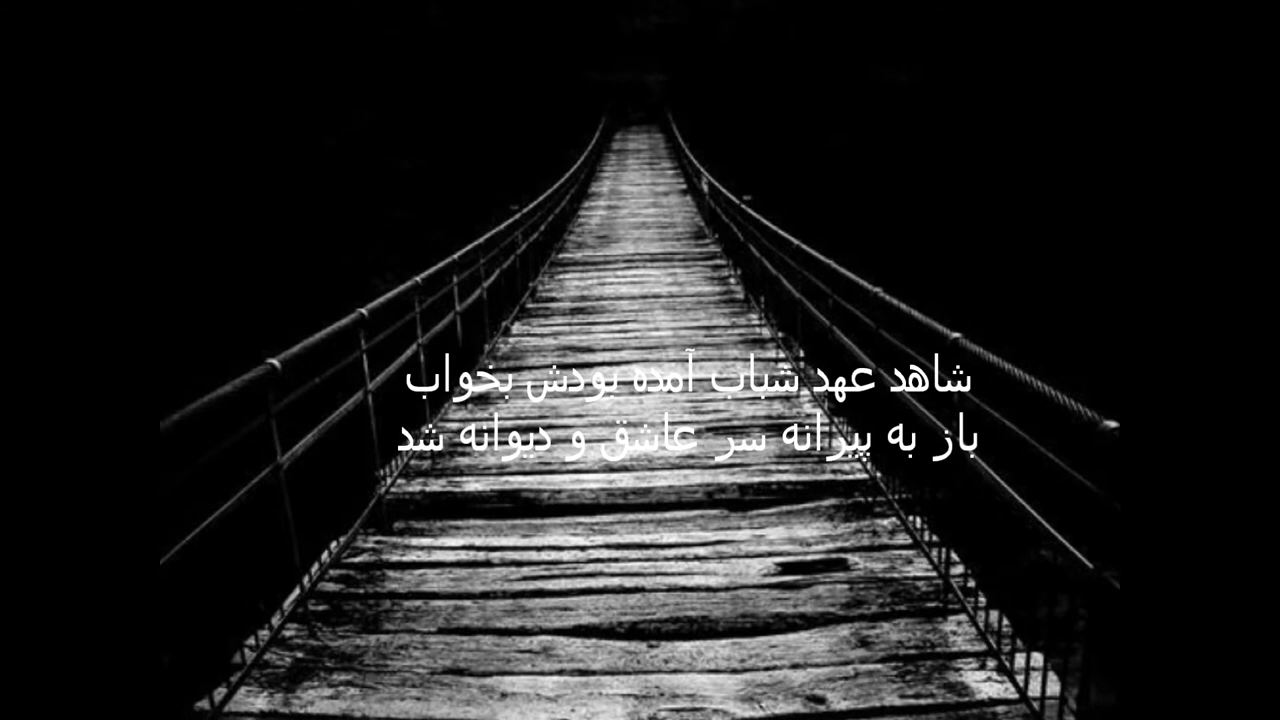 شاهد عهد شباب آمده بودش بخواب
باز به پیرانه سر عاشق و دیوانه شد